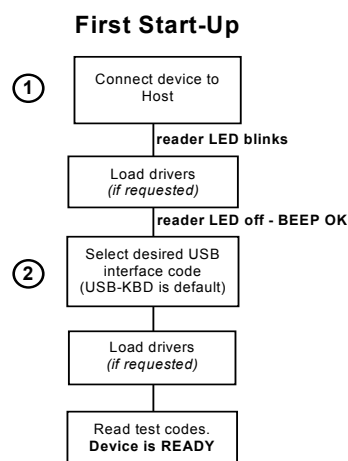 First Start-Up
1
Connect device to
Host
reader LED blinks
Load drivers
(if requested)
reader LED off - BEEP OK
2
Select desired USB
interface code
(USB-KBD is default)
Load drivers
(if requested)
Read test codes.
Device is READY